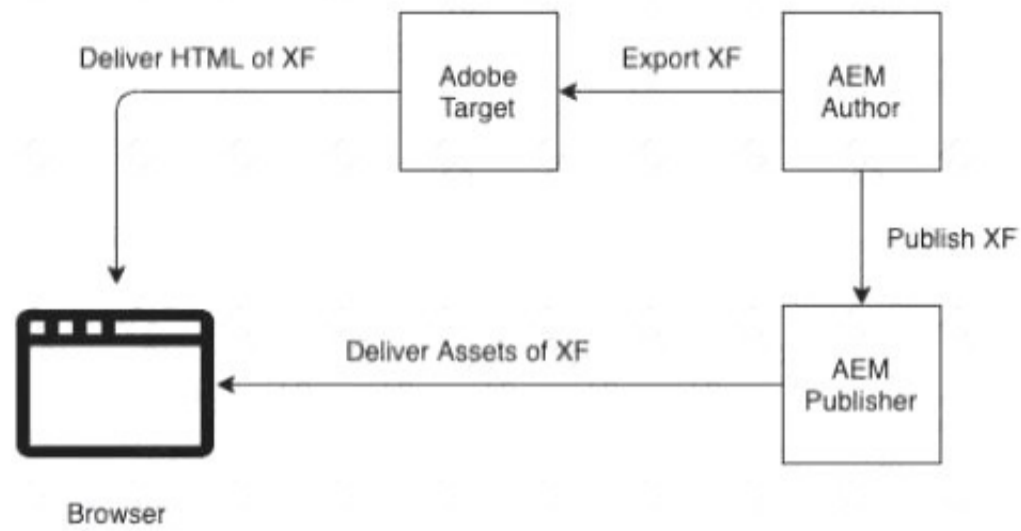 Deliver HTML of XF
Adobe
Target
Export XF
AEM
Author
Publish XF
Deliver Assets of XF
AEM
Publisher
Browser